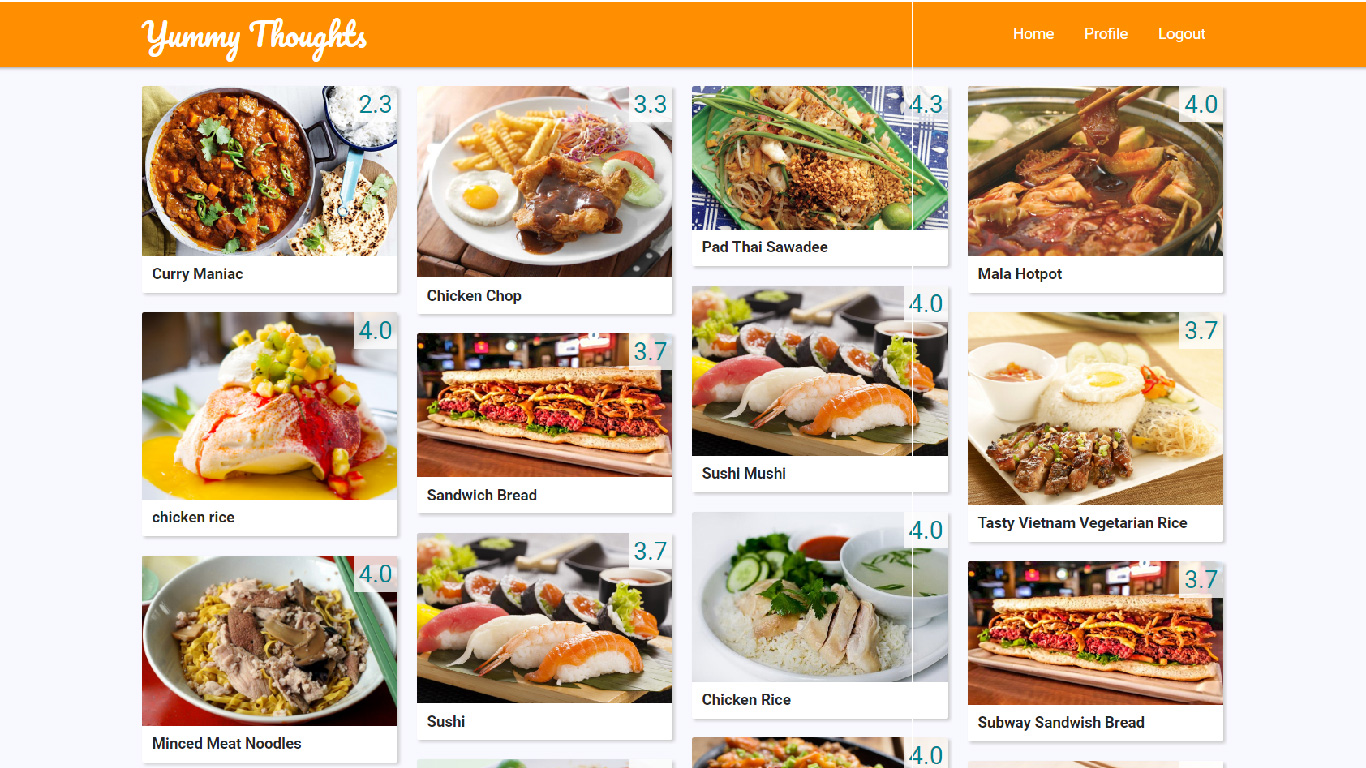 Yummy Thoughts
Home
Profile
Logout
2.3
Curry Maniac
3.3
Chicken Chop
4.3
Pad Thai Sawadee
4.0
Mala Hotpot
4.0
chicken rice
3.7
Sandwich Bread
4.0
Sushi Mushi
3.7
Tasty Vietnam Vegetarian Rice
4.0
Minced Meat Noodles
3.7
Sushi
4.0
Chicken Rice
3.7
Subway Sandwish Bread
4.0